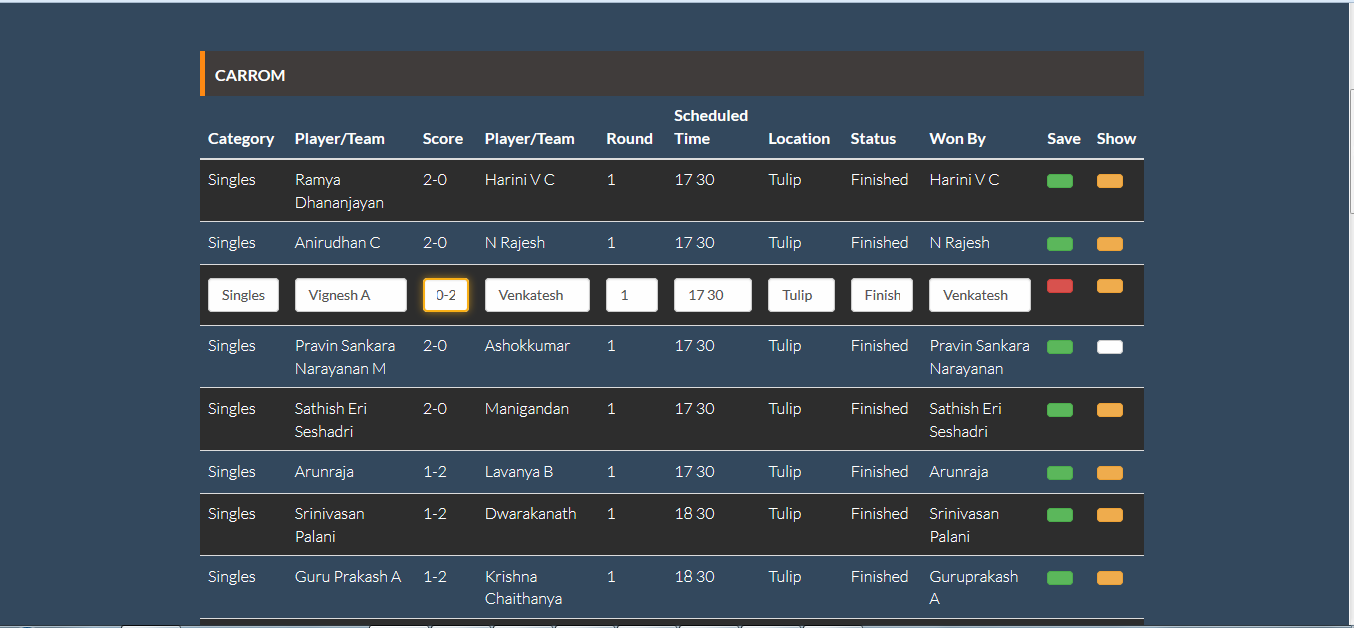 CARROM
Category Player/Team Score Player/Team Round Scheduled Time Location Status Won By Save Show
Singles Ramya Dhananjayan 2-0 Harini V C 1 17 30 Tulip Finished Harini V C
Singles Anirudhan C 2-0 N Rajesh 1 17 30 Tulip Finished N Rajesh
Singles Vignesh A 0-2 Venkatesh 1 17 30 Tulip Finish Venkatesh
Singles Pravin Sankara Narayanan M 2-0 Ashokkumar 1 17 30 Tulip Finished Pravin Sankara Narayanan
Singles Sathish Eri Seshadri 2-0 Manigandan 1 17 30 Tulip Finished Sathish Eri Seshadri
Singles Arunraja 1-2 Lavanya B 1 17 30 Tulip Finished Arunraja
Singles Srinivasan Palani 1-2 Dwarakanath 1 18 30 Tulip Finished Srinivasan Palani
Singles Guru Prakash A 1-2 Krishna Chaithanya 1 18 30 Tulip Finished Guruprakash A